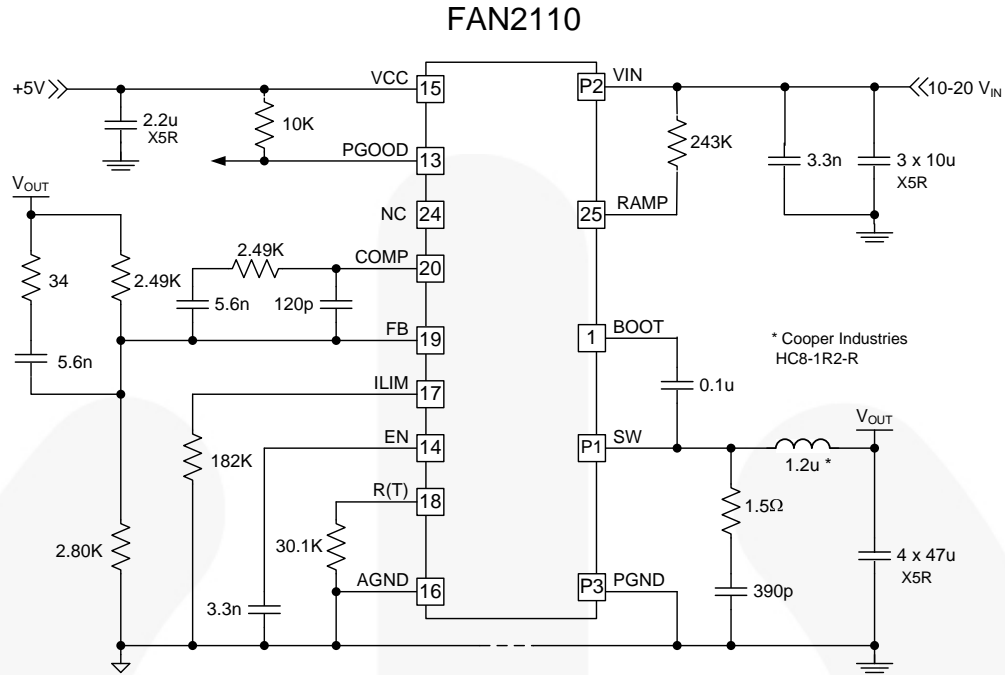 FAN2110
+5V
VCC
15
P2
VIN
10-20 VIN
2.2u
X5R
10K
243K
3.3n
3 x 10u
X5R
PGOOD
13
VOUT
NC
24
25
RAMP
2.49K
COMP
20
34
2.49K
5.6n
120p
FB
19
1
BOOT
* Cooper Industries
HC8-1R2-R
5.6n
ILIM
17
0.1u
VOUT
EN
14
P1
SW
1.2u *
182K
R(T)
18
1.5Ω
2.80K
30.1K
4 x 47u
X5R
AGND
16
P3
PGND
390p
3.3n